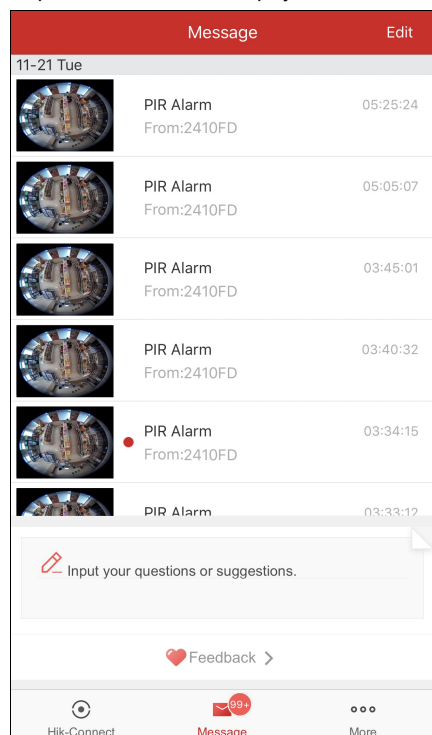 Message
Edit
11-21 Tue
PIR Alarm
05:25:24
From:2410FD
PIR Alarm
05:05:07
From:2410FD
PIR Alarm
03:45:01
From:2410FD
PIR Alarm
03:40:32
From:2410FD
PIR Alarm
03:34:15
From:2410FD
PIR Alarm
03:33:12
Input your questions or suggestions.
Feedback
99+
Hik-Connect
Message
More